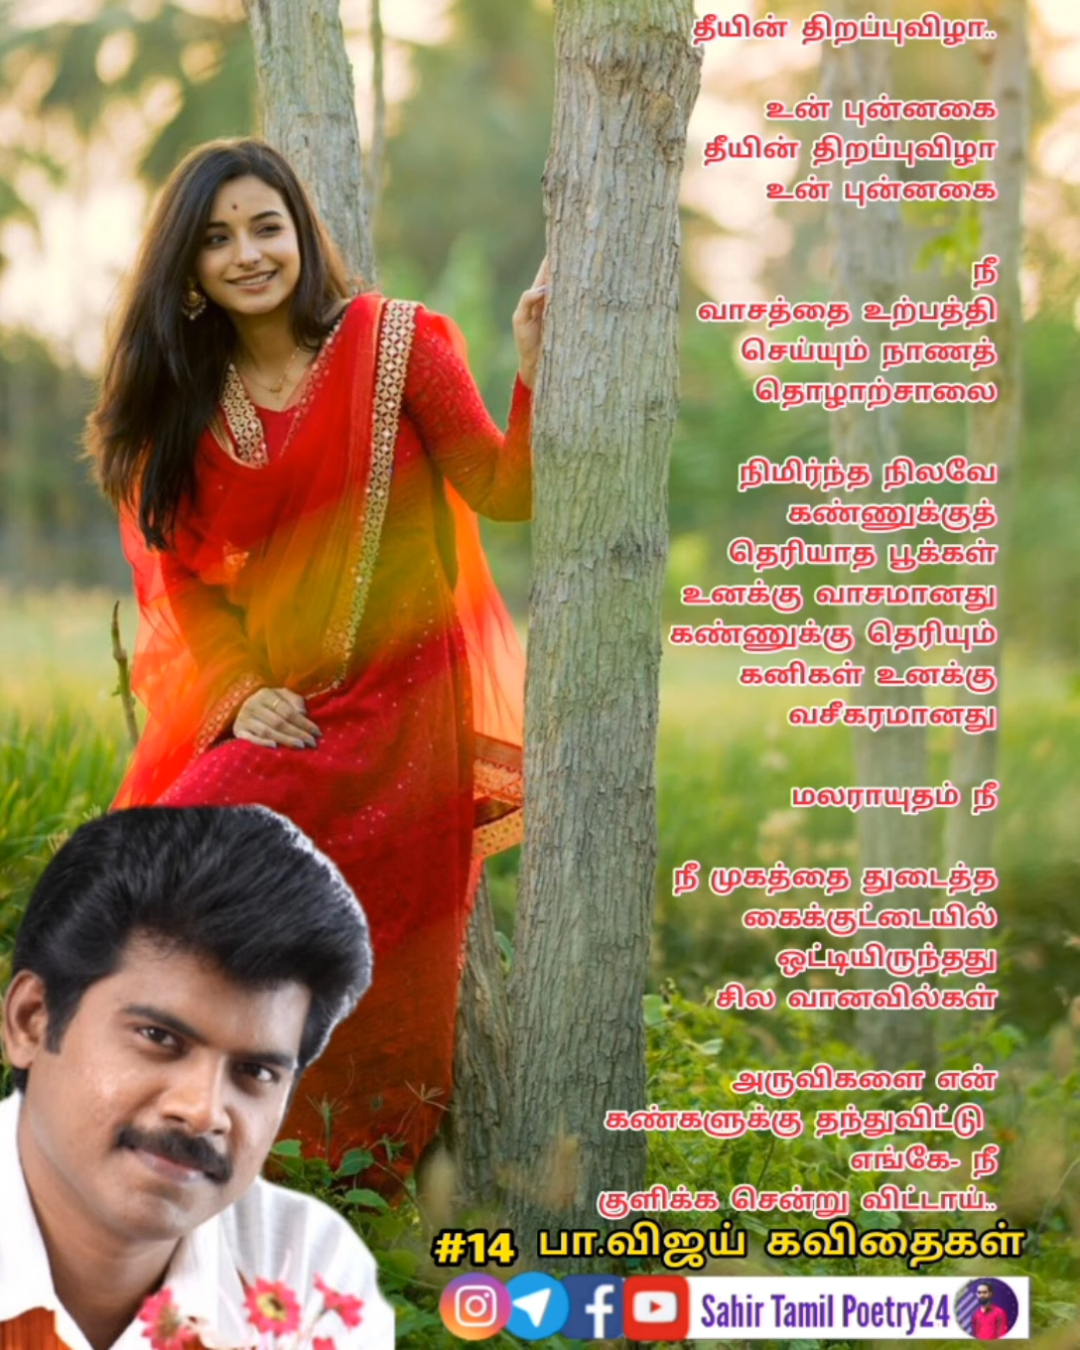 தீயின் திறப்புவிழா..
உன் புன்னகை
தீயின் திறப்புவிழா
உன் புன்னகை
நீ
வாசத்தை உற்பத்தி
செய்யும் நாணத்
தொழாற்சாலை
நிமிர்ந்த நிலவே
கண்ணுக்குத்
தெரியாத பூக்கள்
உனக்கு வாசமானது
கண்ணுக்கு தெரியும்
கனிகள் உனக்கு
வசீகரமானது
மலராயுதம் நீ
நீ முகத்தை துடைத்த
கைக்குட்டையில்
ஒட்டியிருந்தது
சில வானவில்கள்
அருவிகளை என்
கண்களுக்கு தந்துவிட்டு
எங்கே- நீ
குளிக்க சென்று விட்டாய்..
#14 பா.விஜய் கவிதைகள்
Sahir Tamil Poetry24